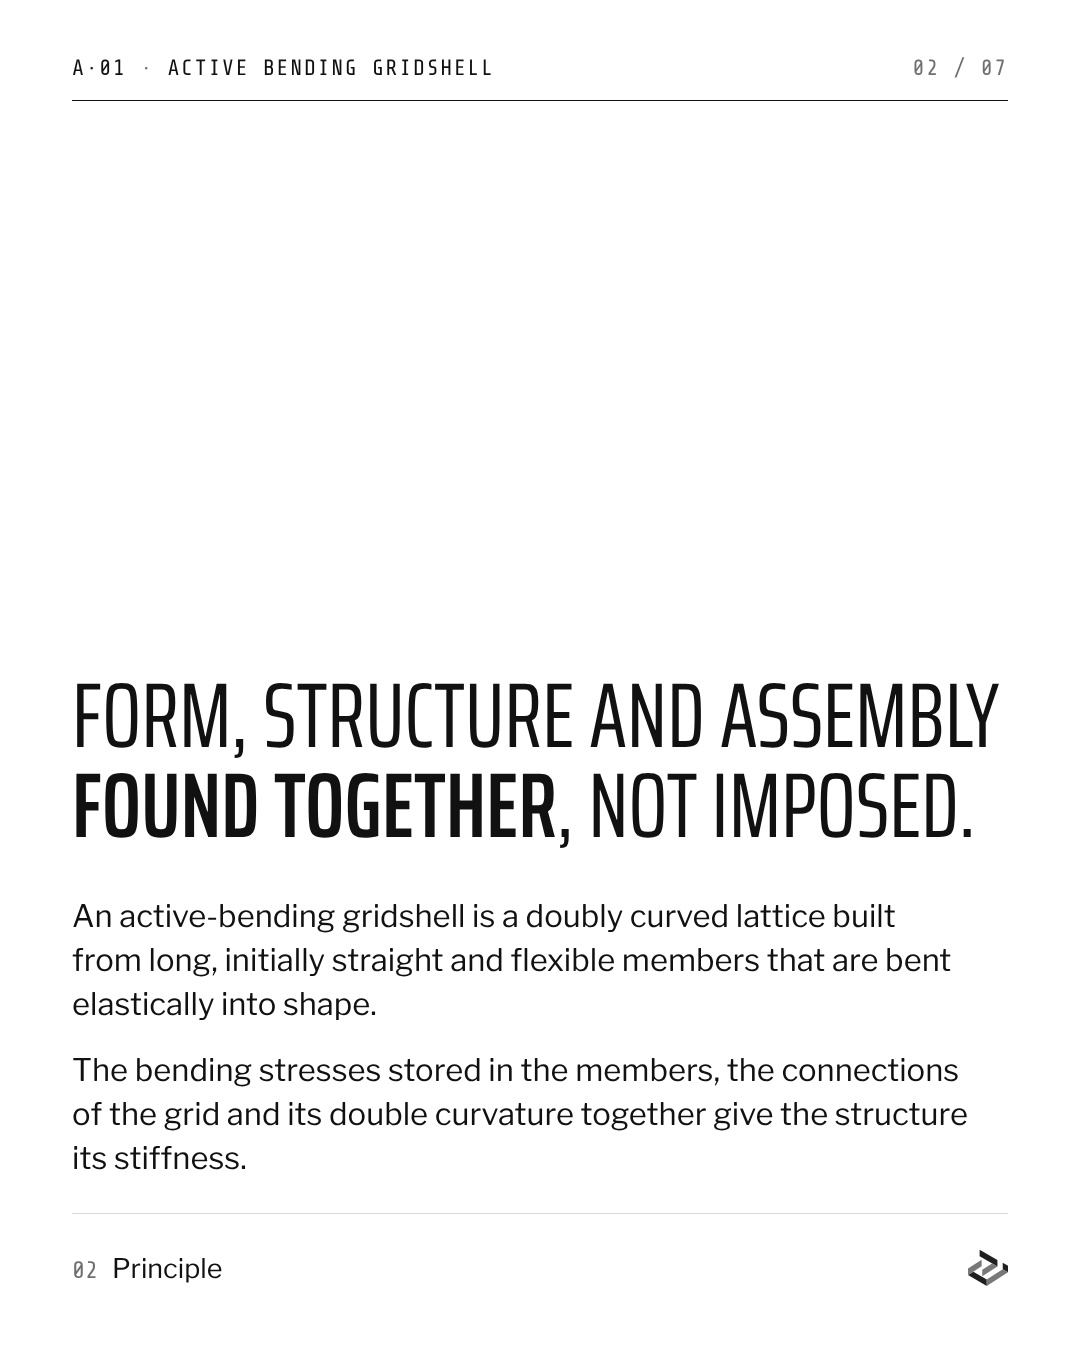 A·01 · ACTIVE BENDING GRIDSHELL
02 / 07
FORM, STRUCTURE AND ASSEMBLY
FOUND TOGETHER, NOT IMPOSED.
An active-bending gridshell is a doubly curved lattice built
from long, initially straight and flexible members that are bent
elastically into shape.
The bending stresses stored in the members, the connections
of the grid and its double curvature together give the structure
its stiffness.
02 Principle